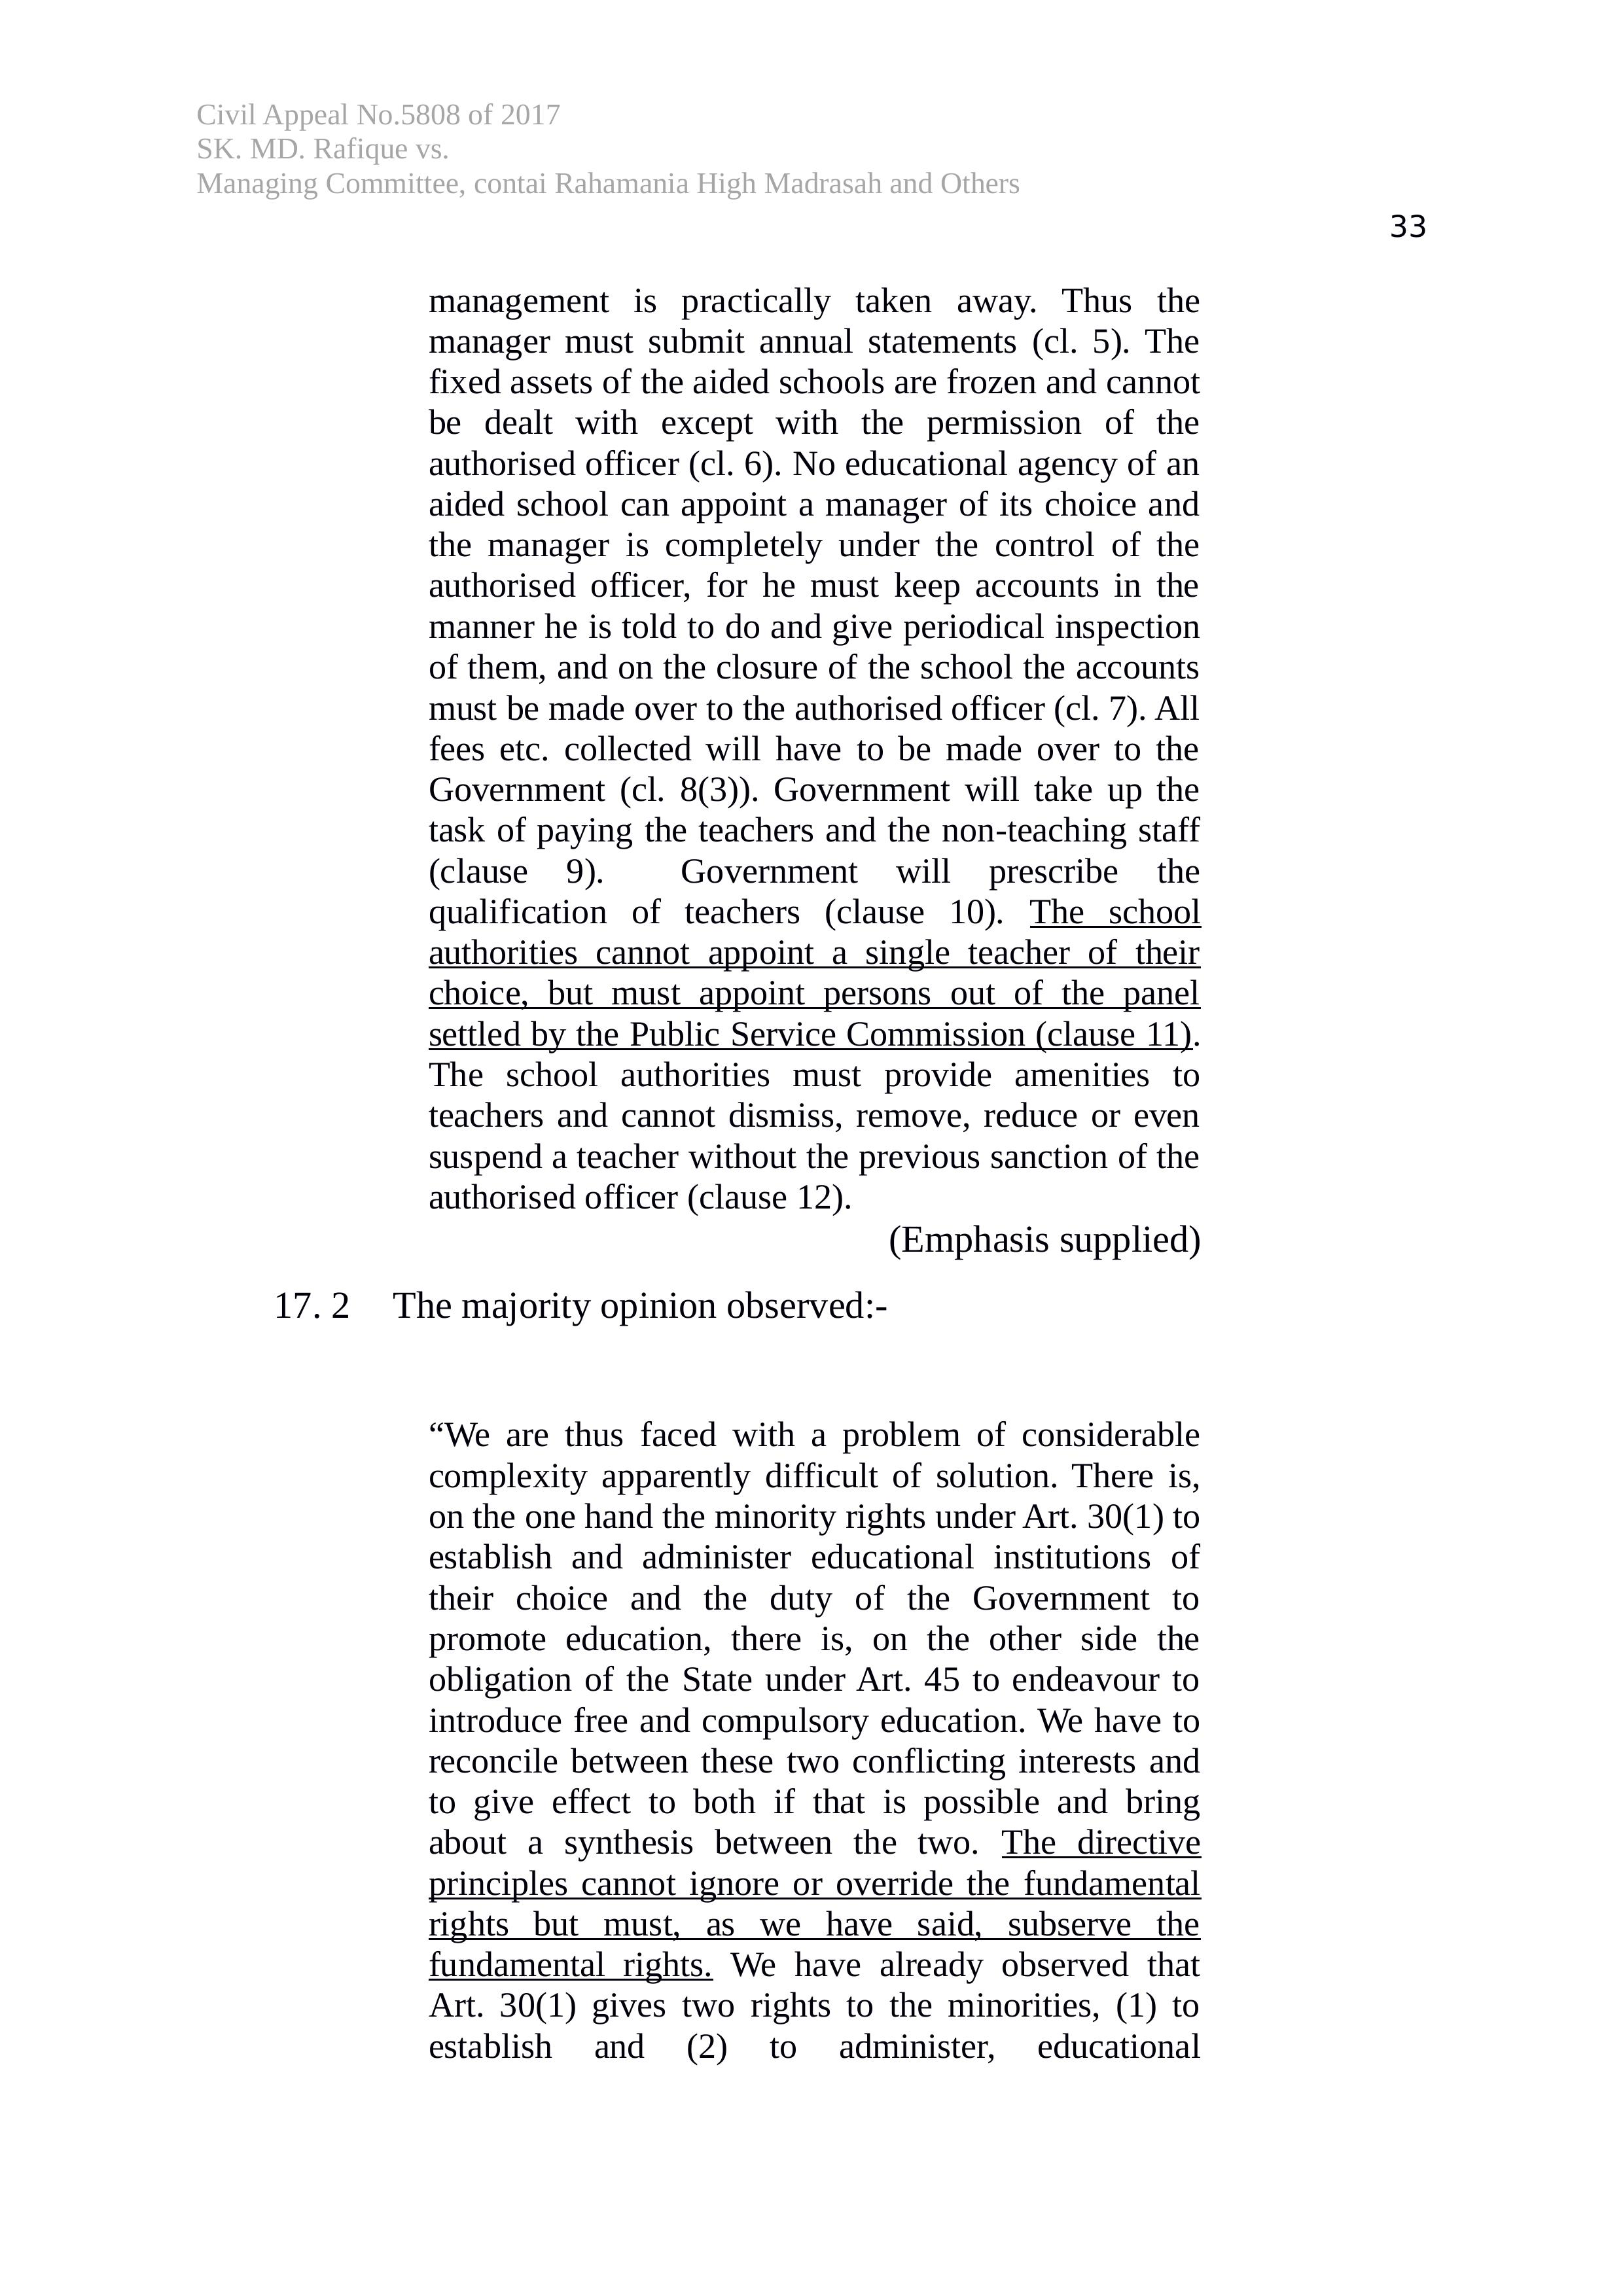 Civil Appeal No.5808 of 2017
SK. MD. Rafique vs.
Managing Committee, contai Rahamania High Madrasah and Others
33
management is practically taken away. Thus the
manager must submit annual statements (cl. 5). The
fixed assets of the aided schools are frozen and cannot
be dealt with except with the permission of the
authorised officer (cl. 6). No educational agency of an
aided school can appoint a manager of its choice and
the manager is completely under the control of the
authorised officer, for he must keep accounts in the
manner he is told to do and give periodical inspection
of them, and on the closure of the school the accounts
must be made over to the authorised officer (cl. 7). All
fees etc. collected will have to be made over to the
Government (cl. 8(3)). Government will take up the
task of paying the teachers and the non-teaching staff
(clause 9). Government will prescribe the
qualification of teachers (clause 10). The school
authorities cannot appoint a single teacher of their
choice, but must appoint persons out of the panel
settled by the Public Service Commission (clause 11).
The school authorities must provide amenities to
teachers and cannot dismiss, remove, reduce or even
suspend a teacher without the previous sanction of the
authorised officer (clause 12).
(Emphasis supplied)
17. 2 The majority opinion observed:-
“We are thus faced with a problem of considerable
complexity apparently difficult of solution. There is,
on the one hand the minority rights under Art. 30(1) to
establish and administer educational institutions of
their choice and the duty of the Government to
promote education, there is, on the other side the
obligation of the State under Art. 45 to endeavour to
introduce free and compulsory education. We have to
reconcile between these two conflicting interests and
to give effect to both if that is possible and bring
about a synthesis between the two. The directive
principles cannot ignore or override the fundamental
rights but must, as we have said, subserve the
fundamental rights. We have already observed that
Art. 30(1) gives two rights to the minorities, (1) to
establish and (2) to administer, educational